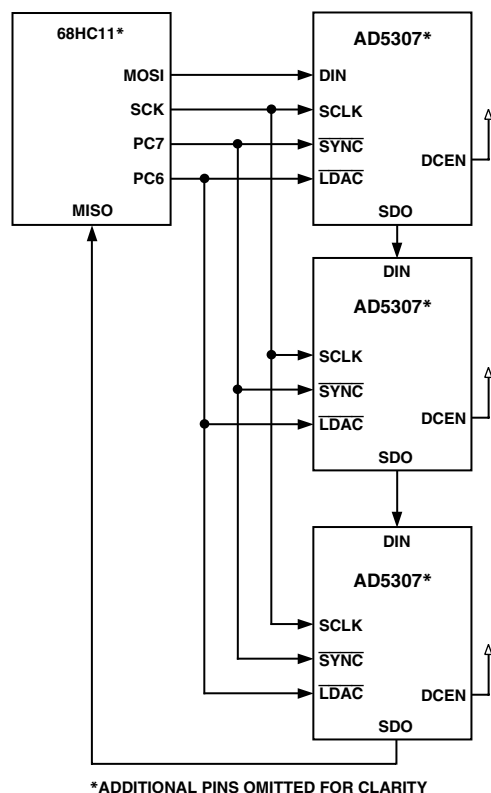 68HC11*
MOSI
SCK
PC7
PC6
MISO
AD5307*
DIN
SCLK
SYNC
LDAC
DCEN
SDO
DIN
AD5307*
SCLK
SYNC
LDAC
DCEN
SDO
DIN
AD5307*
SCLK
SYNC
LDAC
DCEN
SDO
*ADDITIONAL PINS OMITTED FOR CLARITY